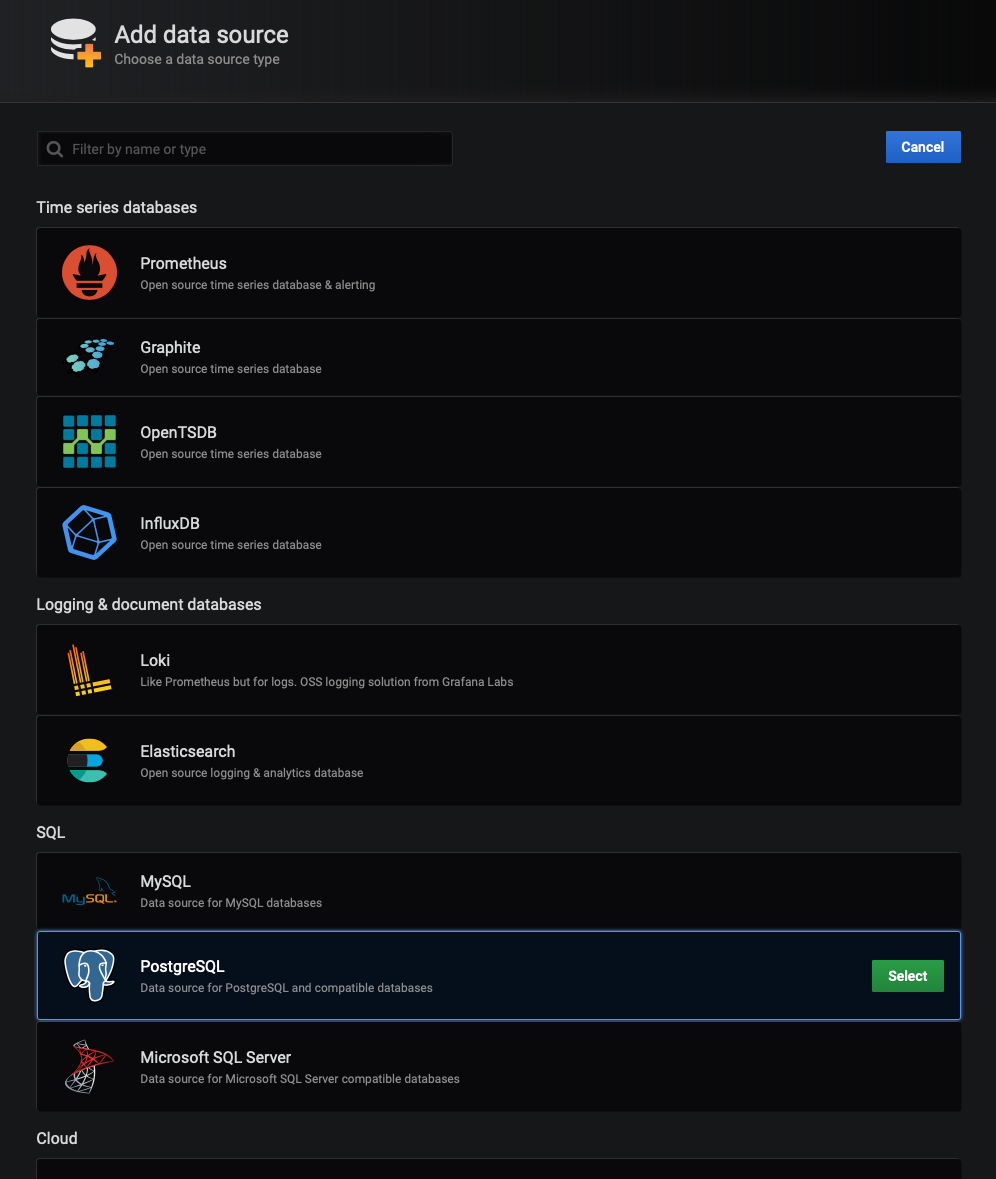 Add data source
Choose a data source type
Filter by name or type
Cancel
Time series databases
Prometheus
Open source time series database & alerting
Graphite
Open source time series database
OpenTSDB
Open source time series database
InfluxDB
Open source time series database
Logging & document databases
Loki
Like Prometheus but for logs. OSS logging solution from Grafana Labs
Elasticsearch
Open source logging & analytics database
SQL
MySQL
MySQL
Data source for MySQL databases
PostgreSQL
Data source for PostgreSQL and compatible databases
Select
Microsoft SQL Server
Data source for Microsoft SQL Server compatible databases
Cloud